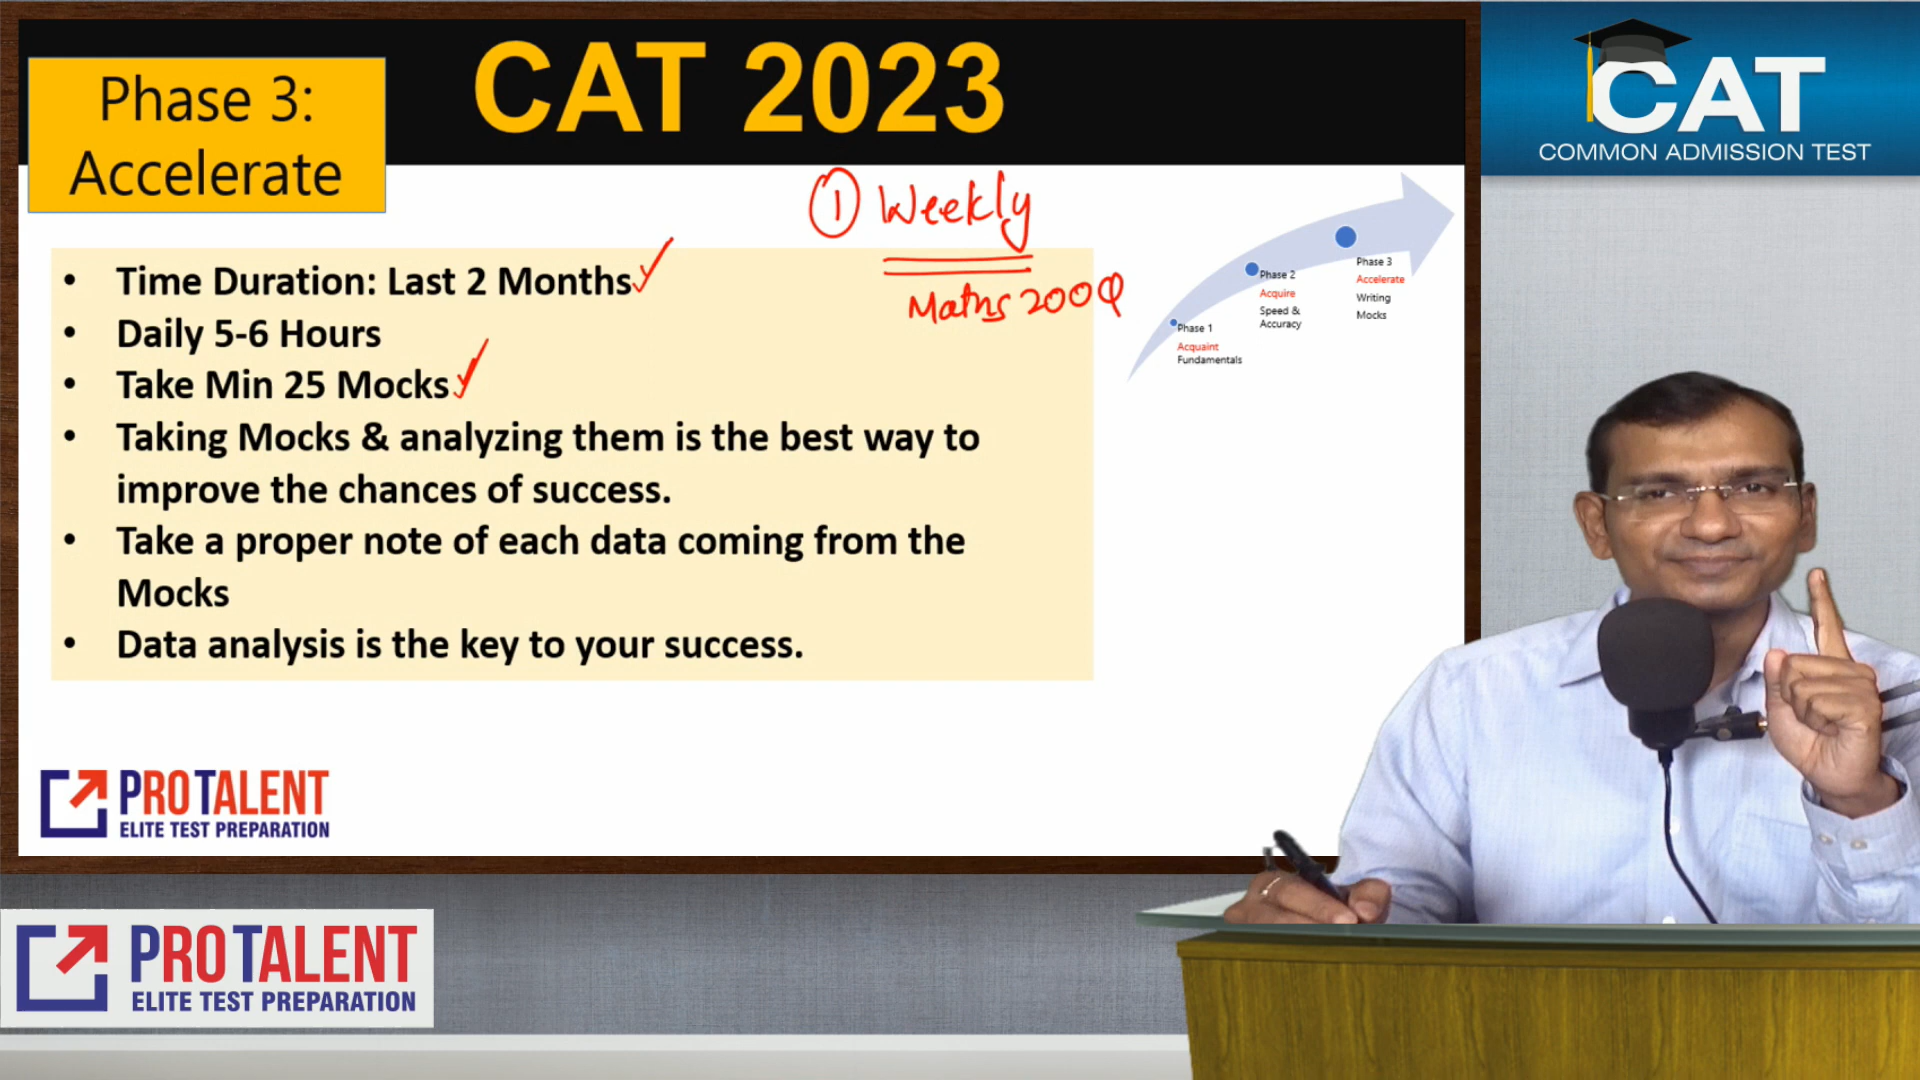 CAT 2023
Phase 3:
Accelerate
① Weekly
Maths 200Q
• Time Duration: Last 2 Months
• Daily 5-6 Hours
• Take Min 25 Mocks
• Taking Mocks & analyzing them is the best way to
improve the chances of success.
• Take a proper note of each data coming from the
Mocks
• Data analysis is the key to your success.
Phase 1
Acquaint
Fundamentals
Phase 2
Acquire
Speed &
Accuracy
Phase 3
Accelerate
Writing
Mocks
PROTALENT
ELITE TEST PREPARATION
CAT
COMMON ADMISSION TEST
PROTALENT
ELITE TEST PREPARATION